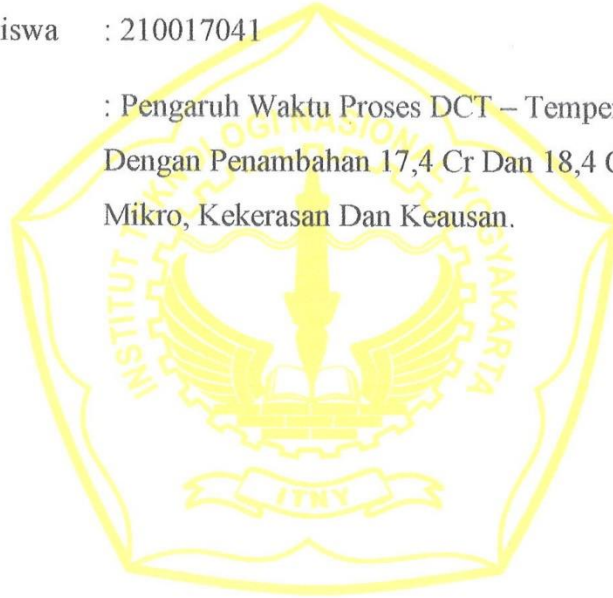 iswa : 210017041
: Pengaruh Waktu Proses DCT – Tempe
Dengan Penambahan 17,4 Cr Dan 18,4 C
Mikro, Kekerasan Dan Keausan.
INSTITUT TEKNOLOGI NASIONAL YOGYAKARTA
ITNY